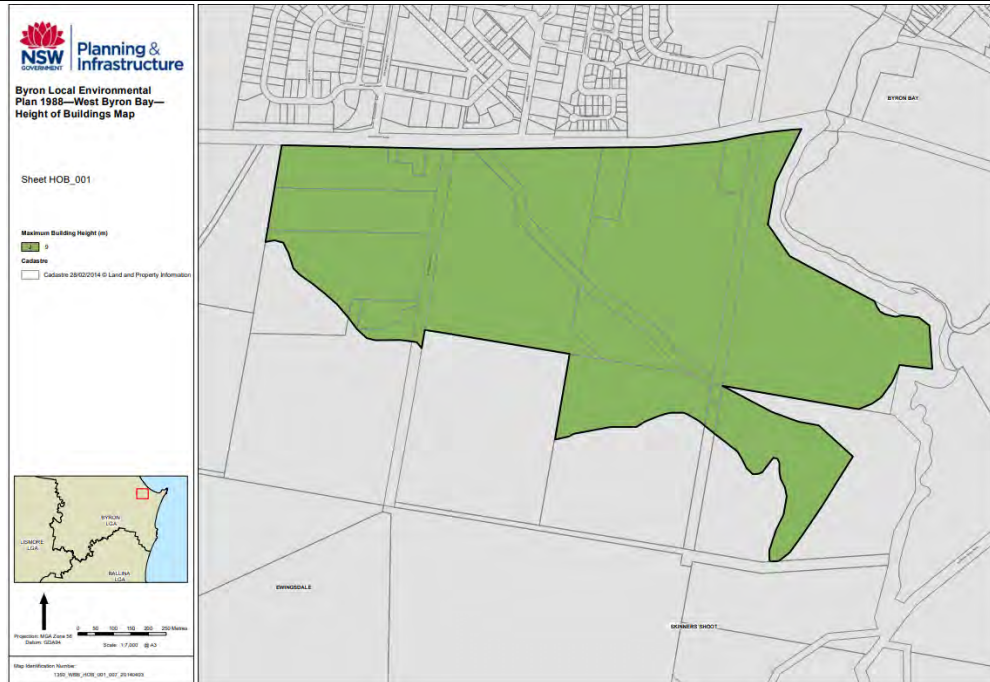 NSW
GOVERNMENT
Planning &
Infrastructure
Byron Local Environmental
Plan 1988—West Byron Bay—
Height of Buildings Map
Sheet HOB_001
Maximum Building Height (m)
J 9
Cadastre
Cadastre 28/02/2014 © Land and Property Information
BYRON BAY
EWINGSDALE
SKINNERS SHOOT
BYRON
LGA
LISMORE
LGA
BALLINA
LGA
0 50 100 150 200 250 Metres
Projection: MGA Zone 56
Datum: GDA94
Scale: 1:7,500 @ A3
Map Identification Number: